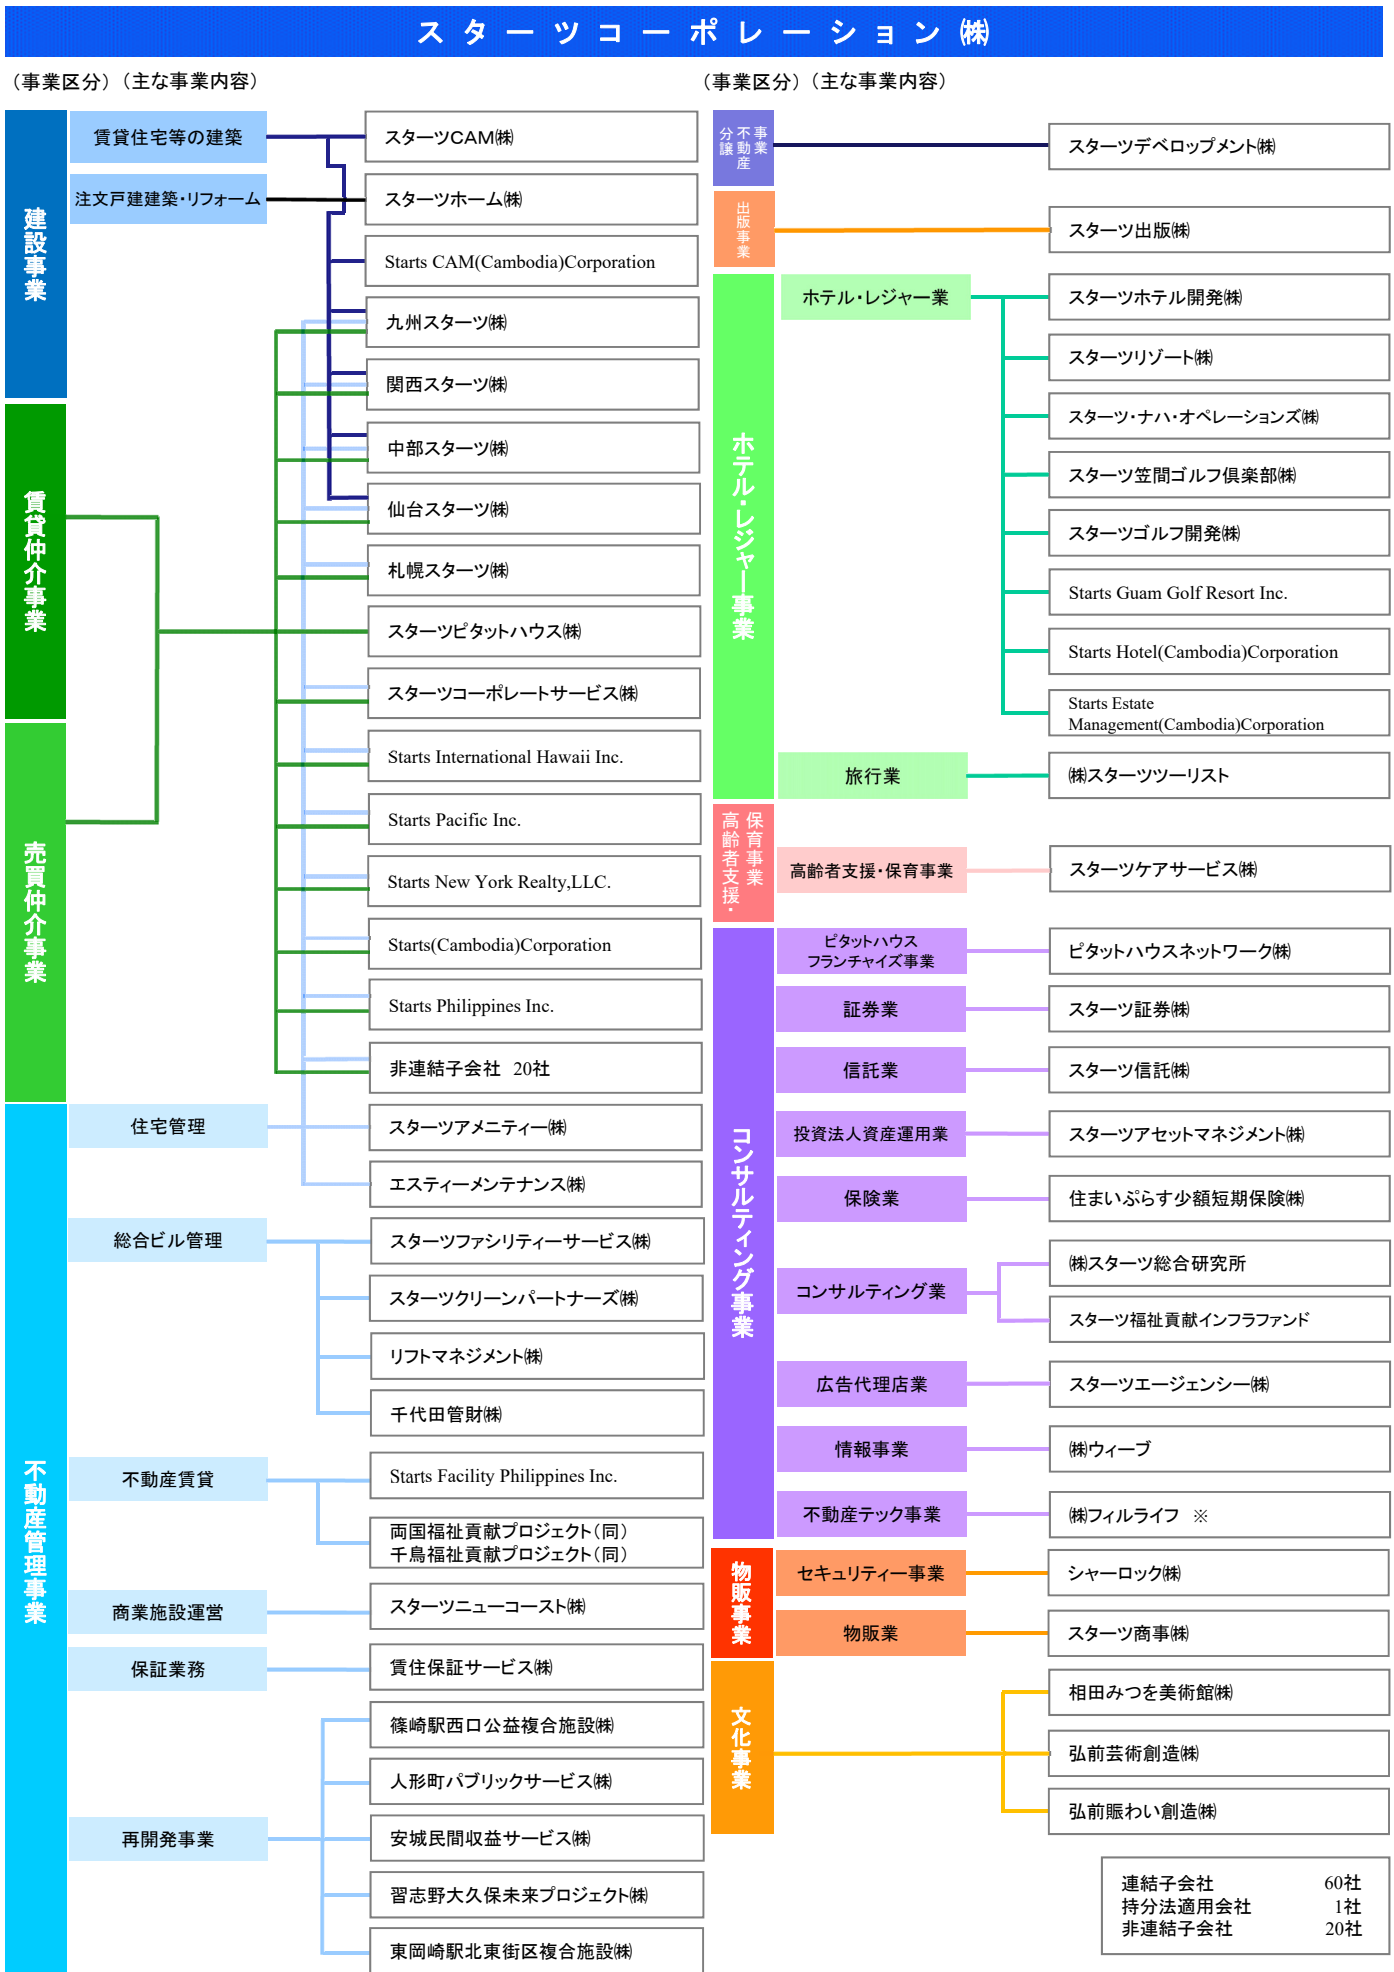 スターツコーポレーション㈱
（事業区分）（主な事業内容）
建設事業
賃貸住宅等の建築
スターツCAM㈱
注文戸建建築・リフォーム
スターツホーム㈱
Starts CAM(Cambodia)Corporation
九州スターツ㈱
関西スターツ㈱
中部スターツ㈱
仙台スターツ㈱
札幌スターツ㈱
賃貸仲介事業
スターツピタットハウス㈱
スターツコーポレートサービス㈱
売買仲介事業
Starts International Hawaii Inc.
Starts Pacific Inc.
Starts New York Realty,LLC.
Starts(Cambodia)Corporation
Starts Philippines Inc.
非連結子会社 20社
不動産管理事業
住宅管理
スターツアメニティー㈱
エスティーメンテナンス㈱
総合ビル管理
スターツファシリティーサービス㈱
スターツクリーンパートナーズ㈱
リフトマネジメント㈱
千代田管財㈱
不動産賃貸
Starts Facility Philippines Inc.
両国福祉貢献プロジェクト（同）
千鳥福祉貢献プロジェクト（同）
商業施設運営
スターツニューコースト㈱
保証業務
賃住保証サービス㈱
再開発事業
篠崎駅西口公益複合施設㈱
人形町パブリックサービス㈱
安城民間収益サービス㈱
習志野大久保未来プロジェクト㈱
東岡崎駅北東街区複合施設㈱
（事業区分）（主な事業内容）
分譲
不動産
事業
スターツデベロップメント㈱
出版事業
スターツ出版㈱
ホテル・レジャー事業
ホテル・レジャー業
スターツホテル開発㈱
スターツリゾート㈱
スターツ・ナハ・オペレーションズ㈱
スターツ笠間ゴルフ倶楽部㈱
スターツゴルフ開発㈱
Starts Guam Golf Resort Inc.
Starts Hotel(Cambodia)Corporation
Starts Estate
Management(Cambodia)Corporation
旅行業
㈱スターツツーリスト
高齢者支援・
保育事業
高齢者支援・保育事業
スターツケアサービス㈱
コンサルティング事業
ピタットハウス
フランチャイズ事業
ピタットハウスネットワーク㈱
証券業
スターツ証券㈱
信託業
スターツ信託㈱
投資法人資産運用業
スターツアセットマネジメント㈱
保険業
住まいぷらす少額短期保険㈱
コンサルティング業
㈱スターツ総合研究所
スターツ福祉貢献インフラファンド
広告代理店業
スターツエージェンシー㈱
情報事業
㈱ウィーブ
不動産テック事業
㈱フィルライフ ※
物販事業
セキュリティー事業
シャーロック㈱
物販業
スターツ商事㈱
文化事業
相田みつを美術館㈱
弘前芸術創造㈱
弘前賑わい創造㈱
連結子会社 60社
持分法適用会社 1社
非連結子会社 20社